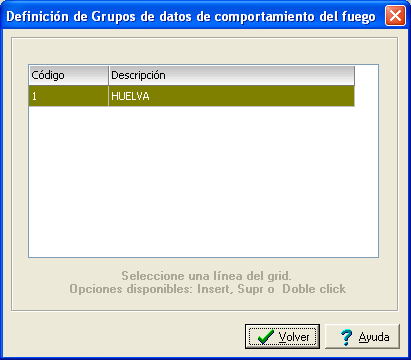 Definición de Grupos de datos de comportamiento del fuego
Código Descripción
1 HUELVA
Seleccione una línea del grid.
Opciones disponibles: Insert, Supr o Doble click
Volver Ayuda